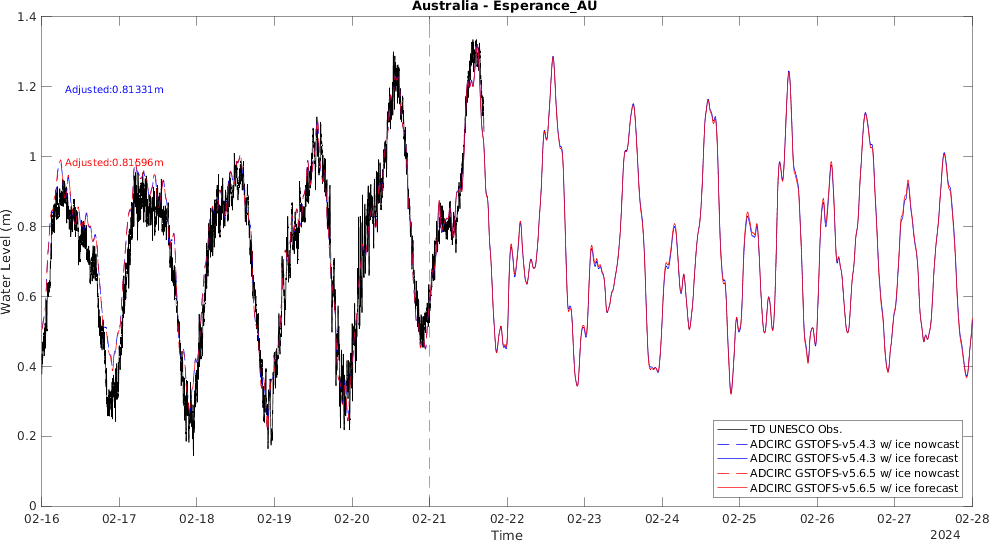 Australia - Esperance_AU
1.4
1.2
1
0.8
0.6
0.4
0.2
0
Water Level (m)
Adjusted:0.81331m
Adjusted:0.81596m
TD UNESCO Obs.
ADCIRC GSTOFS-v5.4.3 w/ ice nowcast
ADCIRC GSTOFS-v5.4.3 w/ ice forecast
ADCIRC GSTOFS-v5.6.5 w/ ice nowcast
ADCIRC GSTOFS-v5.6.5 w/ ice forecast
02-16 02-17 02-18 02-19 02-20 02-21 02-22 02-23 02-24 02-25 02-26 02-27 02-28
Time
2024